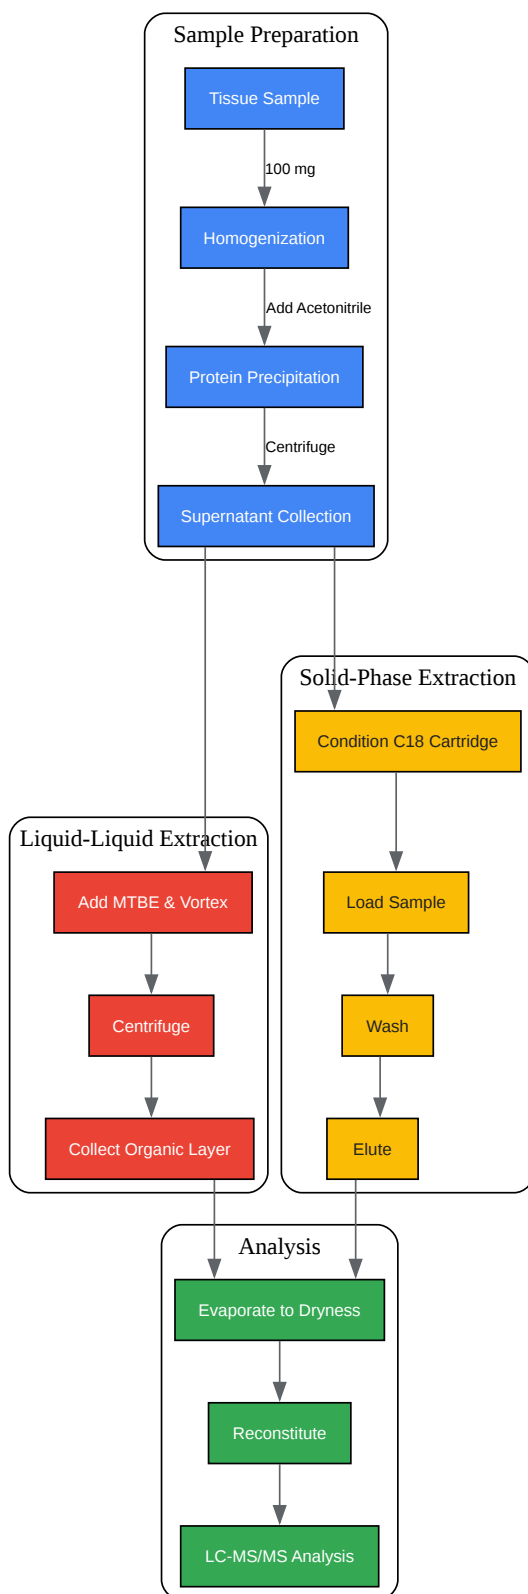 Sample Preparation
Tissue Sample
100 mg
Homogenization
Add Acetonitrile
Protein Precipitation
Centrifuge
Supernatant Collection
Solid-Phase Extraction
Condition C18 Cartridge
Liquid-Liquid Extraction
Add MTBE & Vortex
Load Sample
Centrifuge
Wash
Collect Organic Layer
Elute
Analysis
Evaporate to Dryness
Reconstitute
LC-MS/MS Analysis